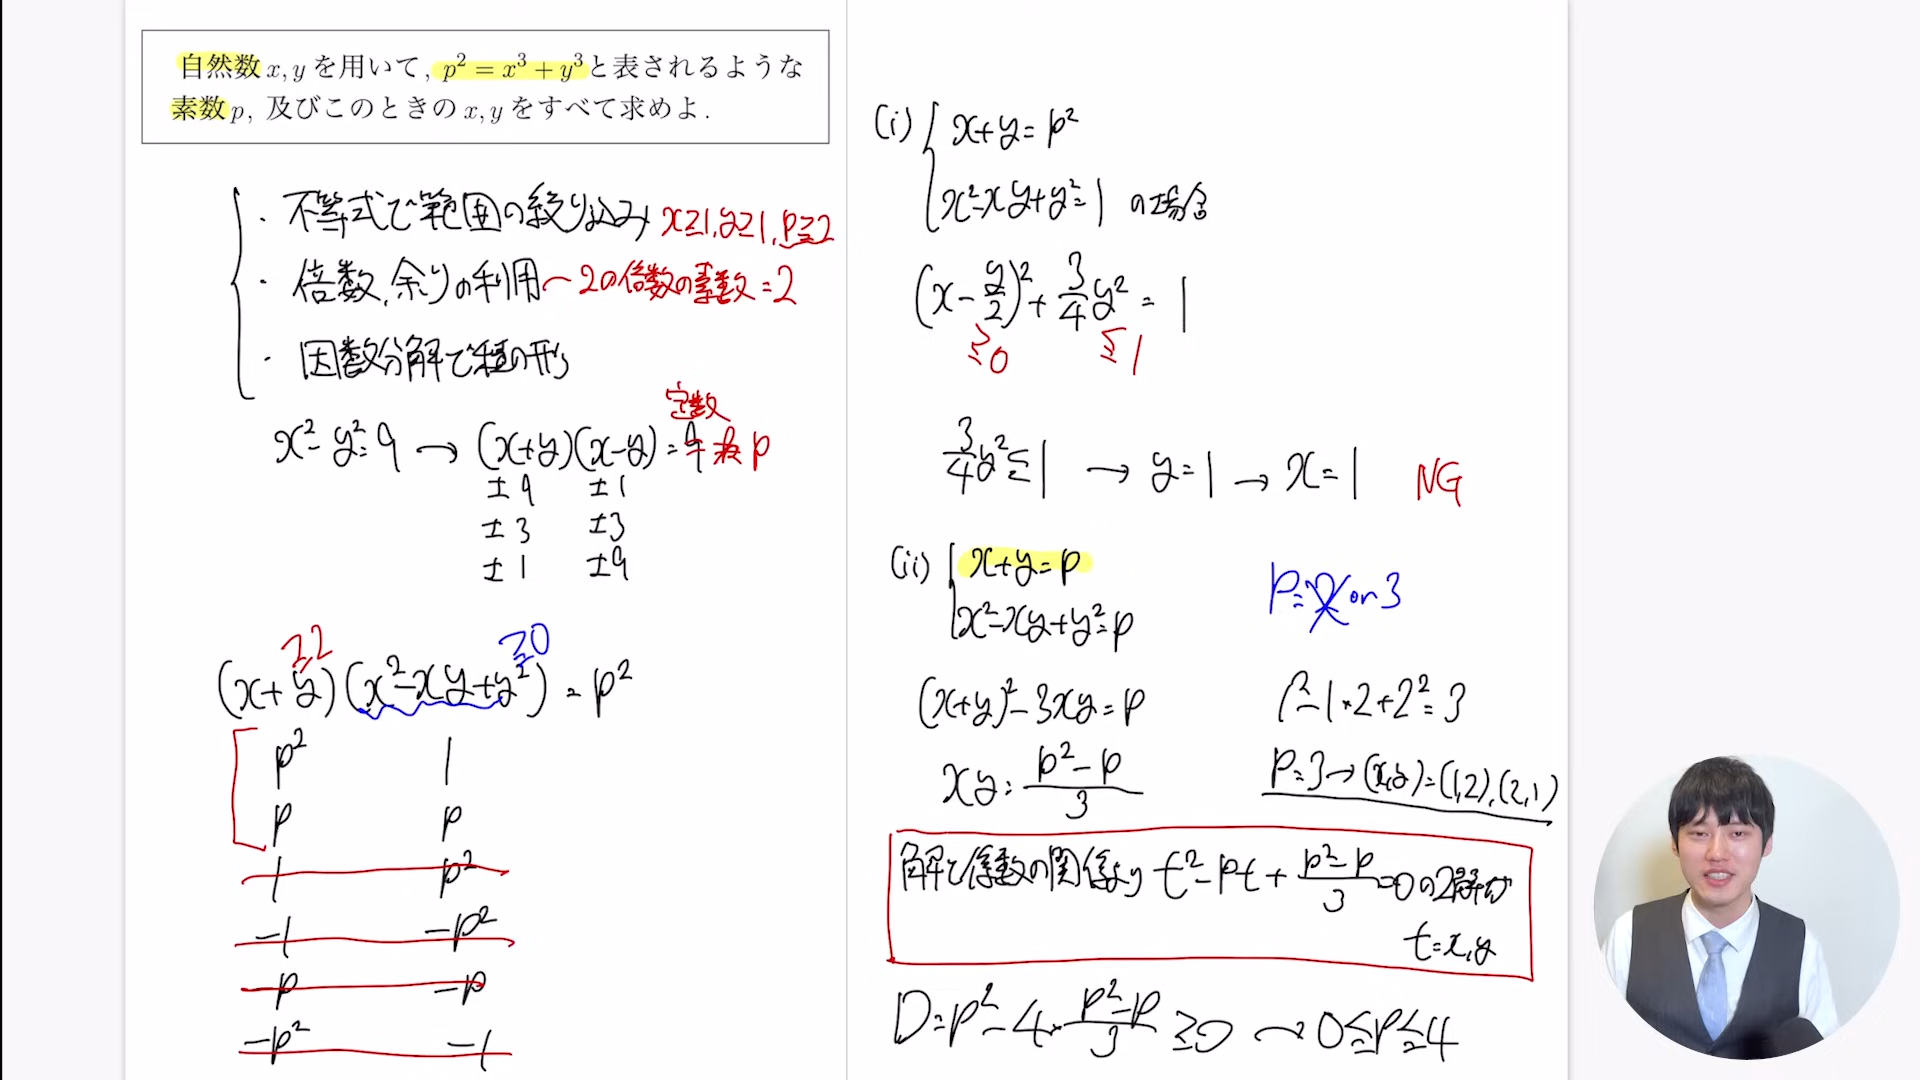 自然数 x, y を用いて, p² = x³ + y³ と表されるような
素数 p, 及びこのときの x, y をすべて求めよ.
・不等式で範囲の絞り込み x≧1, y≧1, p≧2
・倍数, 余りの利用 ~ 2の倍数の素数 = 2
・因数分解で積の形
定数
x² - y² = 9 → (x+y)(x-y) = 9 p
±9 ±1
±3 ±3
±1 ±9
≧2 ≧0
(x+y)(x²-xy+y²) = p²
p² 1
p p
1 p²
-1 -p²
-p -p
-p² -1
(i) x+y = p²
x²-xy+y² = 1 の場合
(x - y/2)² + 3/4 y² = 1
≧0 ≦1
3/4 y² ≦ 1 → y = 1 → x = 1 NG
(ii) x+y = p
x²-xy+y² = p
(x+y)² - 3xy = p
xy = (p²-p)/3
p = 2 or 3
1² - 1・2 + 2² = 3
p = 3 → (x,y) = (1,2), (2,1)
解と係数の関係より t² - pt + (p²-p)/3 = 0 の2解が
t = x, y
D = p² - 4・(p²-p)/3 ≧ 0 → 0 ≦ p ≦ 4